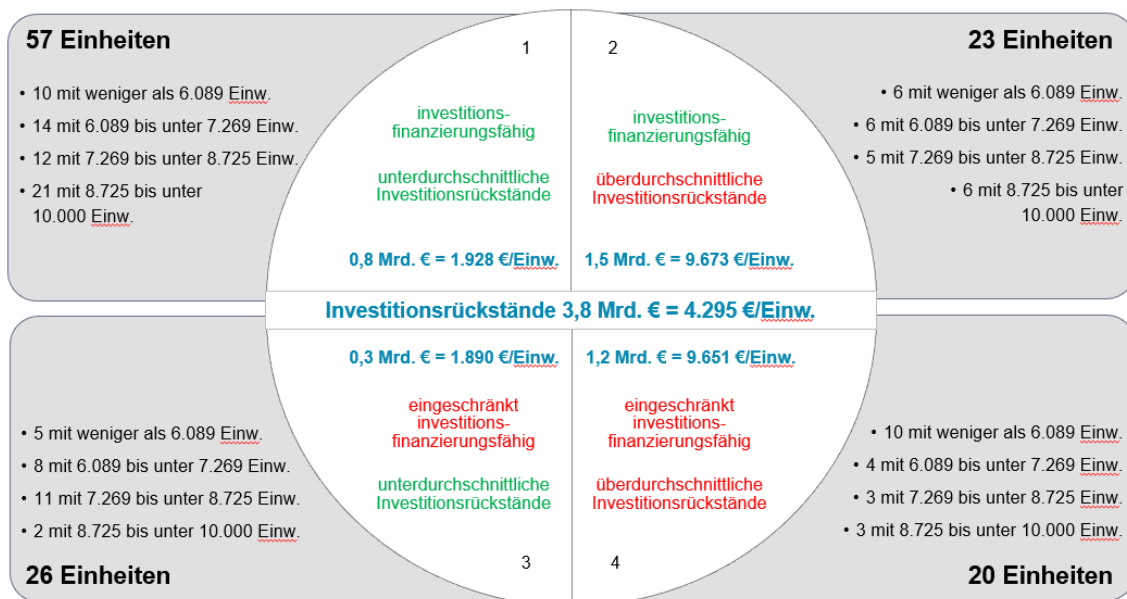 57 Einheiten
• 10 mit weniger als 6.089 Einw.
• 14 mit 6.089 bis unter 7.269 Einw.
• 12 mit 7.269 bis unter 8.725 Einw.
• 21 mit 8.725 bis unter
10.000 Einw.
1
investitions-
finanzierungsfähig
unterdurchschnittliche
Investitionsrückstände
0,8 Mrd. € = 1.928 €/Einw.
2
investitions-
finanzierungsfähig
überdurchschnittliche
Investitionsrückstände
1,5 Mrd. € = 9.673 €/Einw.
23 Einheiten
• 6 mit weniger als 6.089 Einw.
• 6 mit 6.089 bis unter 7.269 Einw.
• 5 mit 7.269 bis unter 8.725 Einw.
• 6 mit 8.725 bis unter
10.000 Einw.
Investitionsrückstände 3,8 Mrd. € = 4.295 €/Einw.
• 5 mit weniger als 6.089 Einw.
• 8 mit 6.089 bis unter 7.269 Einw.
• 11 mit 7.269 bis unter 8.725 Einw.
• 2 mit 8.725 bis unter 10.000 Einw.
26 Einheiten
0,3 Mrd. € = 1.890 €/Einw.
eingeschränkt
investitions-
finanzierungsfähig
unterdurchschnittliche
Investitionsrückstände
3
1,2 Mrd. € = 9.651 €/Einw.
eingeschränkt
investitions-
finanzierungsfähig
überdurchschnittliche
Investitionsrückstände
4
• 10 mit weniger als 6.089 Einw.
• 4 mit 6.089 bis unter 7.269 Einw.
• 3 mit 7.269 bis unter 8.725 Einw.
• 3 mit 8.725 bis unter 10.000 Einw.
20 Einheiten